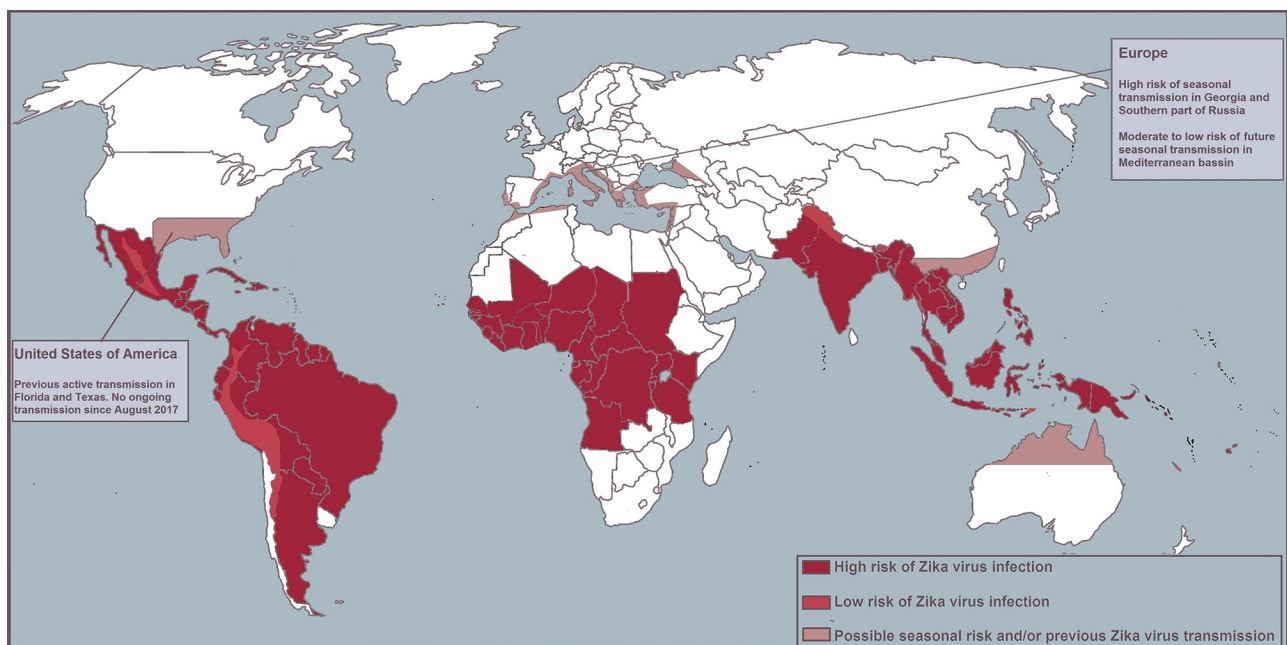 Europe
High risk of seasonal
transmission in Georgia and
Southern part of Russia
Moderate to low risk of future
seasonal transmission in
Mediterranean bassin
United States of America
Previous active transmission in
Florida and Texas. No ongoing
transmission since August 2017
High risk of Zika virus infection
Low risk of Zika virus infection
Possible seasonal risk and/or previous Zika virus transmission